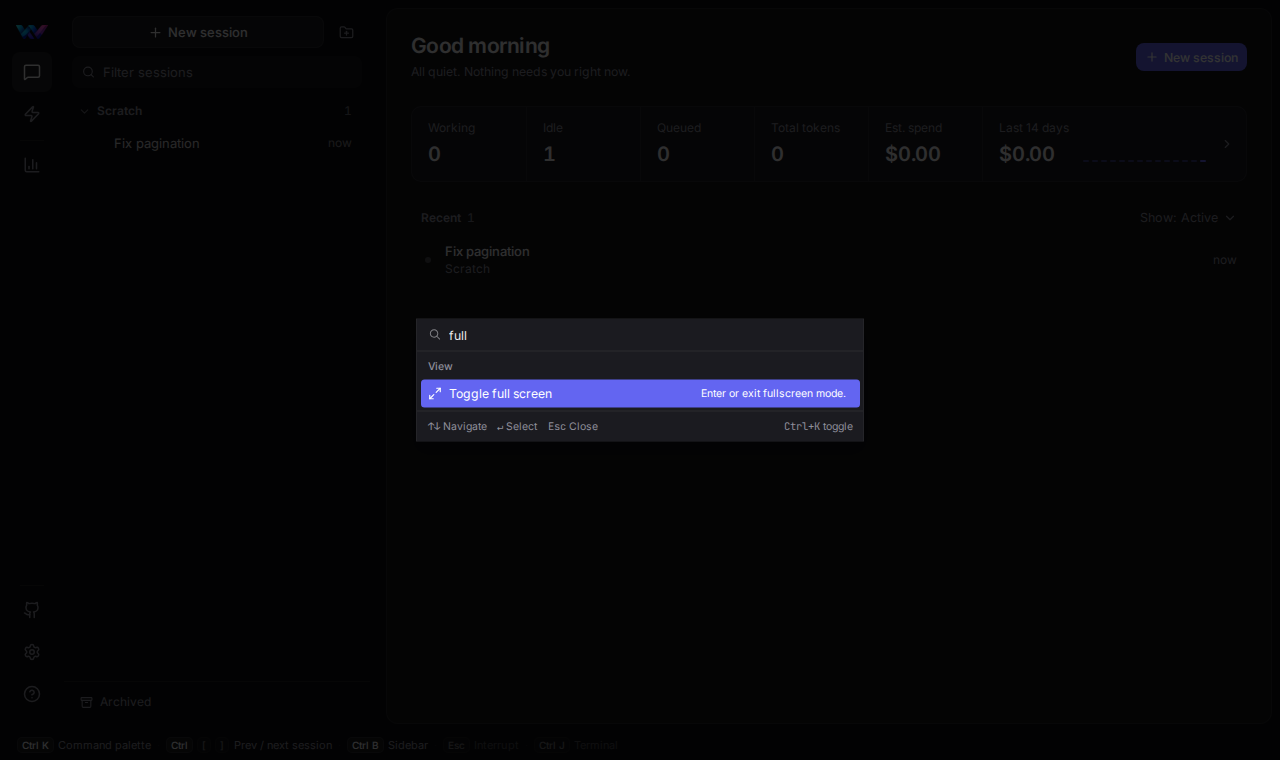 New session
Filter sessions
Scratch 1
Fix pagination now
Archived
Good morning
All quiet. Nothing needs you right now.
New session
Working Idle Queued Total tokens Est. spend Last 14 days
0 1 0 0 $0.00 $0.00
Recent 1 Show: Active
Fix pagination
Scratch
now
full
View
Toggle full screen Enter or exit fullscreen mode.
↑↓ Navigate ↵ Select Esc Close Ctrl+K toggle
Ctrl K Command palette Ctrl [ ] Prev / next session Ctrl B Sidebar Esc Interrupt Ctrl J Terminal